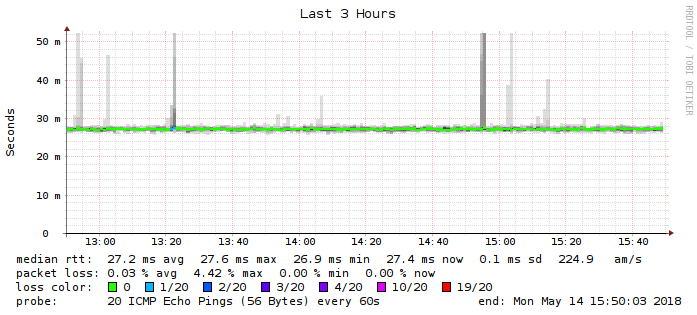 Last 3 Hours
RRDTOOL / TOBI OETIKER
Seconds
50 m
40 m
30 m
20 m
10 m
0
13:00 13:20 13:40 14:00 14:20 14:40 15:00 15:20 15:40
median rtt: 27.2 ms avg 27.6 ms max 26.9 ms min 27.4 ms now 0.1 ms sd 224.9 am/s
packet loss: 0.03 % avg 4.42 % max 0.00 % min 0.00 % now
loss color: 0 1/20 2/20 3/20 4/20 10/20 19/20
probe: 20 ICMP Echo Pings (56 Bytes) every 60s end: Mon May 14 15:50:03 2018